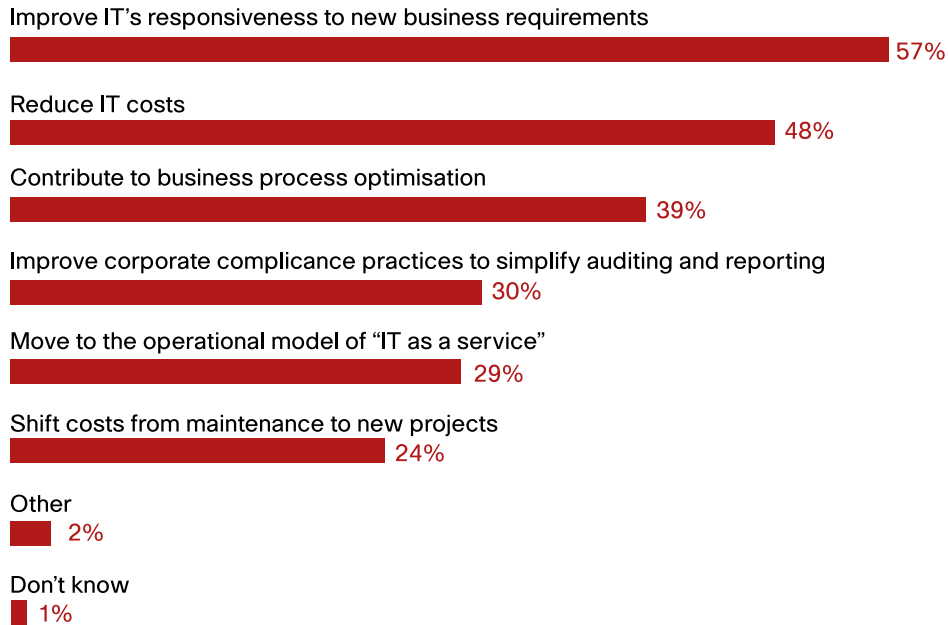 Improve IT’s responsiveness to new business requirements
57%
Reduce IT costs
48%
Contribute to business process optimisation
39%
Improve corporate complicance practices to simplify auditing and reporting
30%
Move to the operational model of “IT as a service”
29%
Shift costs from maintenance to new projects
24%
Other
2%
Don’t know
1%